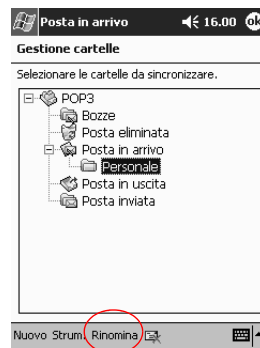 Posta in arrivo 16.00 ok
Gestione cartelle
Selezionare le cartelle da sincronizzare.
POP3
Bozze
Posta eliminata
Posta in arrivo
Personale
Posta in uscita
Posta inviata
Nuovo Strum. Rinomina